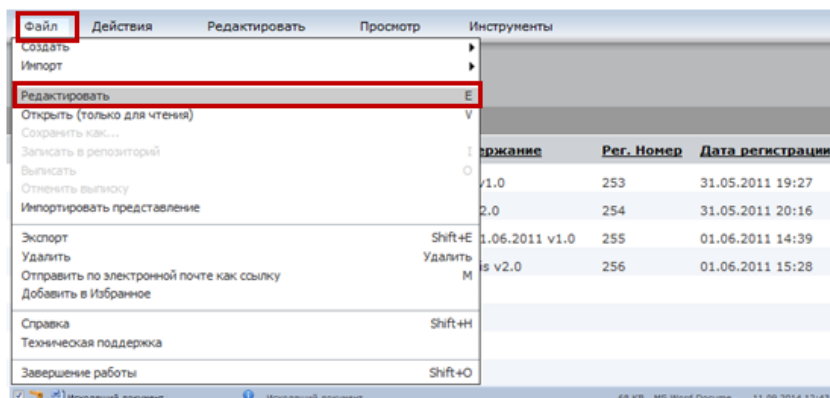 Файл Действия Редактировать Просмотр Инструменты
Создать
Импорт
Редактировать E
Открыть (только для чтения) V
Сохранить как...
Записать в репозиторий I
Выписать O
Отменить выписку
Импортировать представление
Экспорт Shift+E
Удалить Удалить
Отправить по электронной почте как ссылку M
Добавить в Избранное
Справка Shift+H
Техническая поддержка
Завершение работы Shift+O
ержание Рег. Номер Дата регистрации
v1.0 253 31.05.2011 19:27
2.0 254 31.05.2011 20:16
1.06.2011 v1.0 255 01.06.2011 14:39
is v2.0 256 01.06.2011 15:28